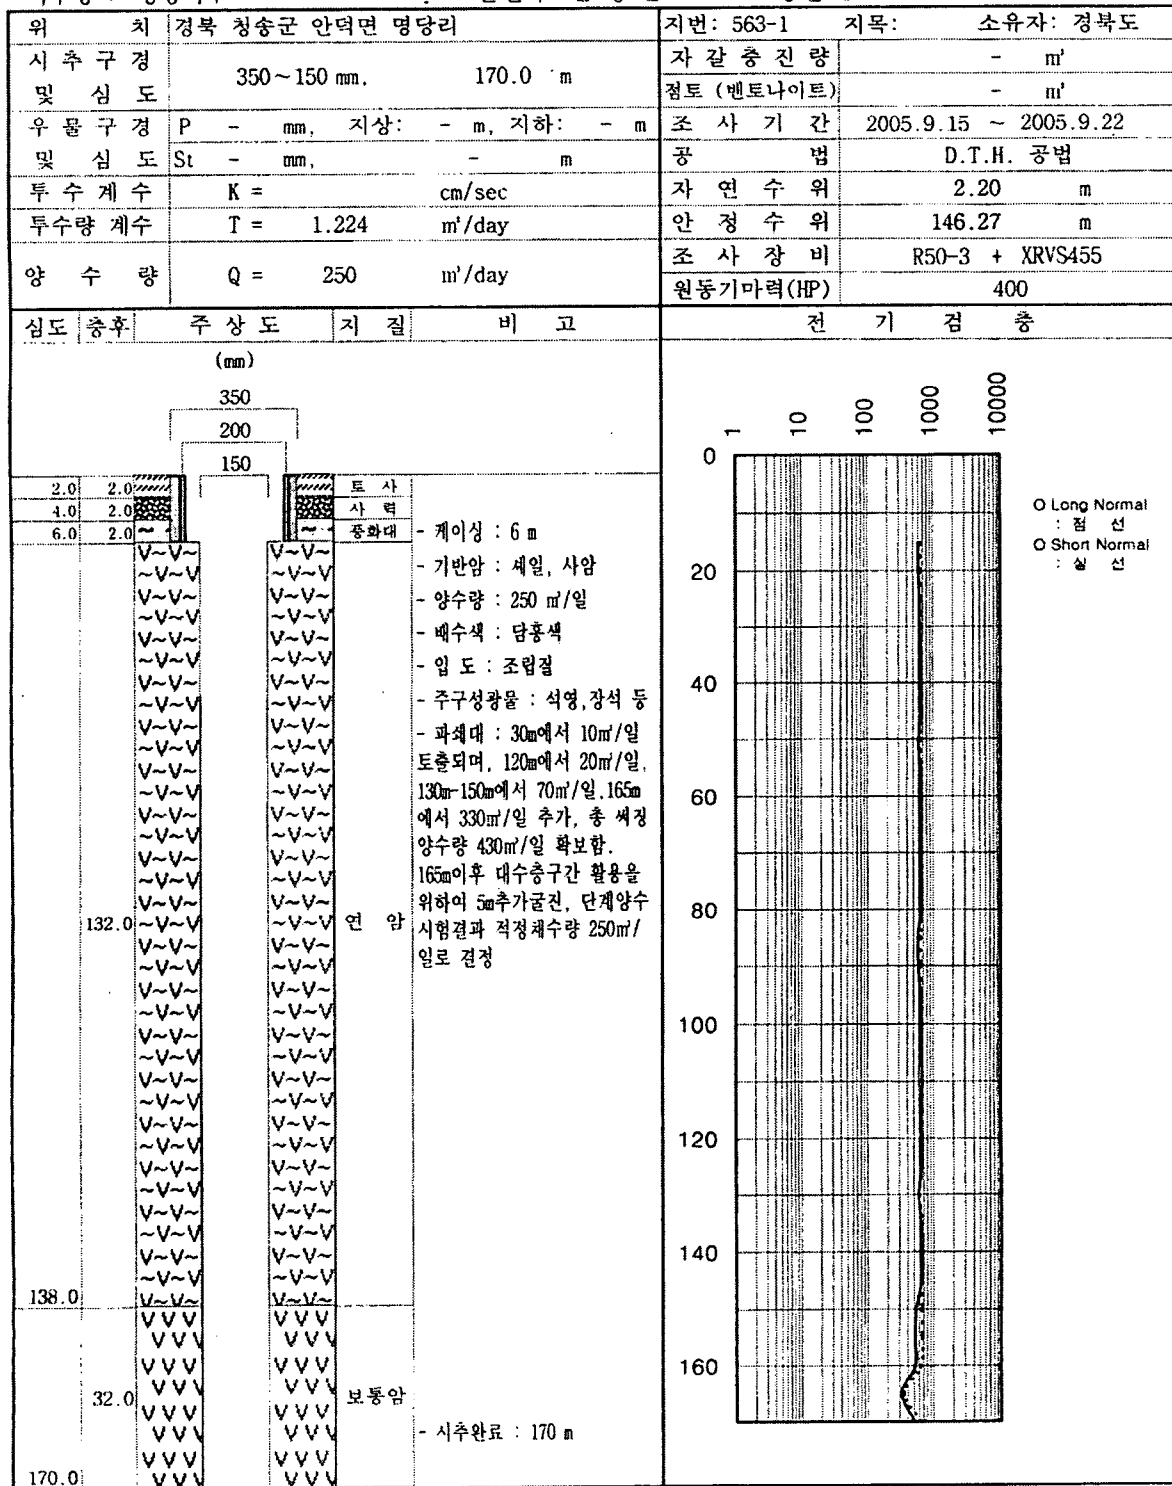 위 치 경북 청송군 안덕면 명당리
지번: 563-1 지목: 소유자: 경북도
시 추 구 경
및 심 도
350~150 mm. 170.0 m
자 갈 충 진 량 - ㎥
점토 (벤토나이트) - ㎥
우 물 구 경 P - mm, 지상: - m, 지하: - m
및 심 도 St - mm, - m
조 사 기 간 2005.9.15 ~ 2005.9.22
공 법 D.T.H. 공법
투 수 계 수 K = cm/sec
자 연 수 위 2.20 m
투수량 계수 T = 1.224 ㎡/day
안 정 수 위 146.27 m
양 수 량 Q = 250 ㎥/day
조 사 장 비 R50-3 + XRVS455
원동기마력(HP) 400
심도 층후 주 상 도 지 질 비 고
전 기 검 층
(mm)
350
200
150
2.0 2.0 토 사
4.0 2.0 사 력
6.0 2.0 풍화대
- 케이싱 : 6 m
- 기반암 : 셰일, 사암
- 양수량 : 250 ㎥/일
- 배수색 : 담홍색
- 입 도 : 조립질
- 주구성광물 : 석영,장석 등
- 파쇄대 : 30m에서 10㎥/일
토출되며, 120m에서 20㎥/일,
130m-150m에서 70㎥/일.165m
에서 330㎥/일 추가, 총 써징
양수량 430㎥/일 확보함.
165m이후 대수층구간 활용을
위하여 5m추가굴진, 단계양수
시험결과 적정채수량 250㎥/
일로 결정
132.0 연 암
138.0
32.0 보통암
- 시추완료 : 170 m
170.0
1 10 100 1000 10000
0
20
40
60
80
100
120
140
160
O Long Normal
: 점 선
O Short Normal
: 실 선